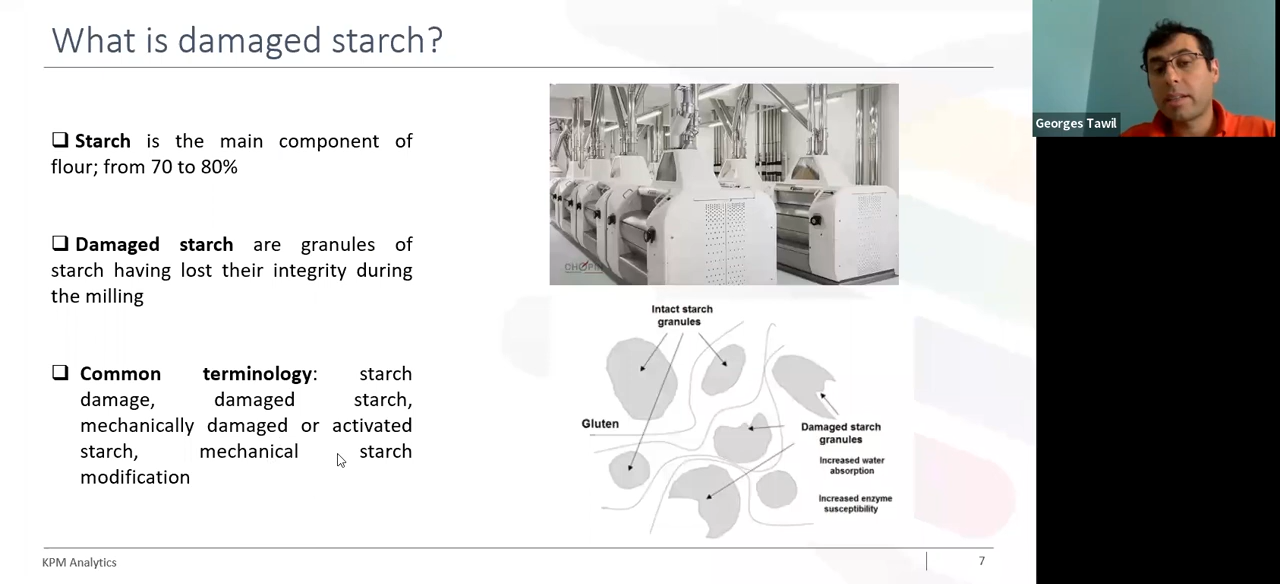 What is damaged starch?
Starch is the main component of
flour; from 70 to 80%
Damaged starch are granules of
starch having lost their integrity during
the milling
Common terminology: starch
damage, damaged starch,
mechanically damaged or activated
starch, mechanical starch
modification
CHOPIN
Intact starch
granules
Gluten
Damaged starch
granules
Increased water
absorption
Increased enzyme
susceptibility
KPM Analytics
7
Georges Tawil